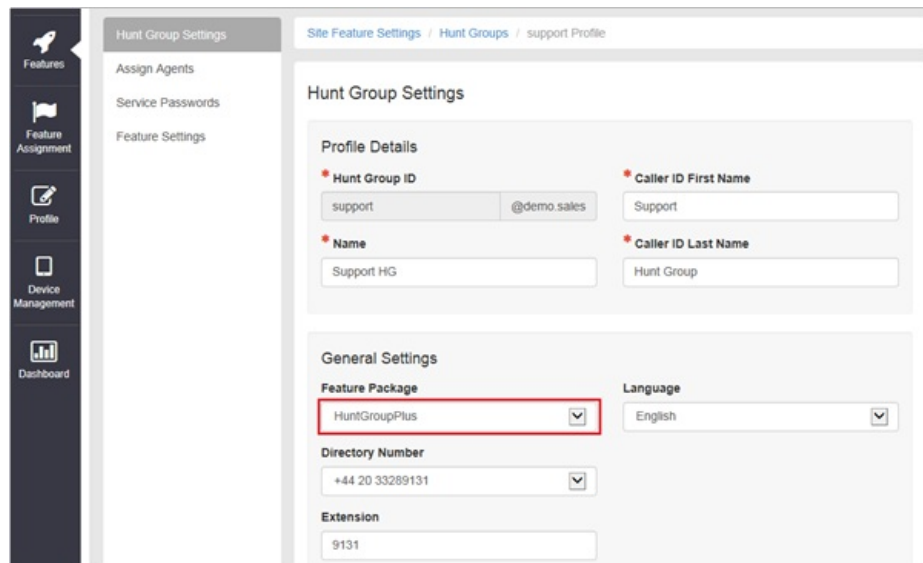 Features
Feature
Assignment
Profile
Device
Management
Dashboard
Hunt Group Settings
Assign Agents
Service Passwords
Feature Settings
Site Feature Settings / Hunt Groups / support Profile
Hunt Group Settings
Profile Details
* Hunt Group ID
support @demo.sales
* Caller ID First Name
Support
* Name
Support HG
* Caller ID Last Name
Hunt Group
General Settings
Feature Package
HuntGroupPlus
Language
English
Directory Number
+44 20 33289131
Extension
9131